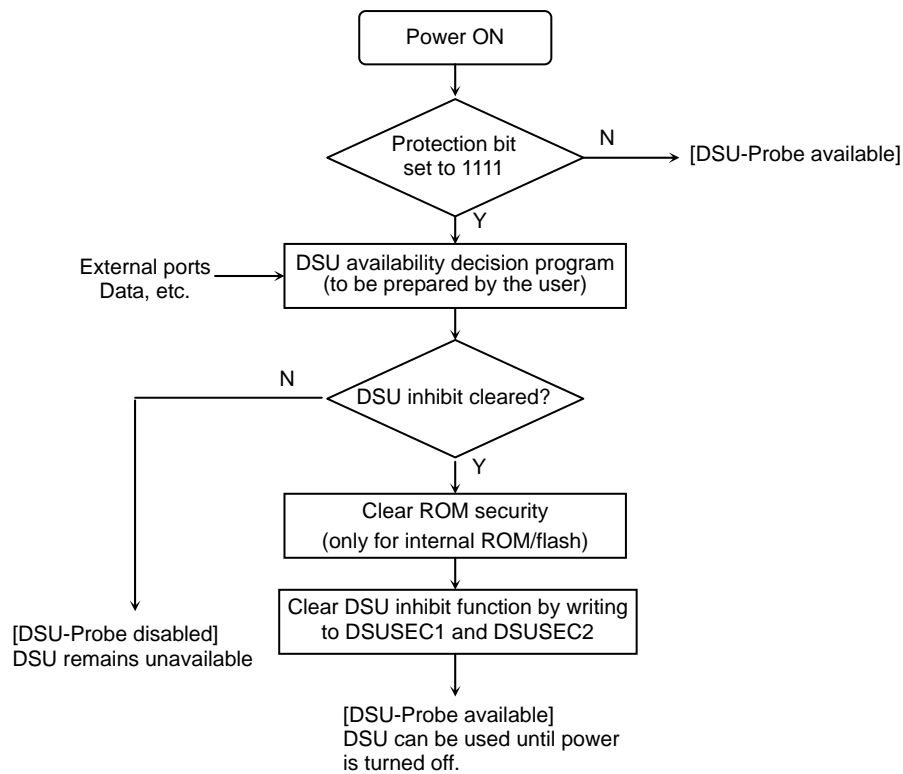 Power ON
Protection bit
set to 1111
N
[DSU-Probe available]
Y
External ports
Data, etc.
DSU availability decision program
(to be prepared by the user)
N
DSU inhibit cleared?
Y
Clear ROM security
(only for internal ROM/flash)
Clear DSU inhibit function by writing
to DSUSEC1 and DSUSEC2
[DSU-Probe disabled]
DSU remains unavailable
[DSU-Probe available]
DSU can be used until power
is turned off.